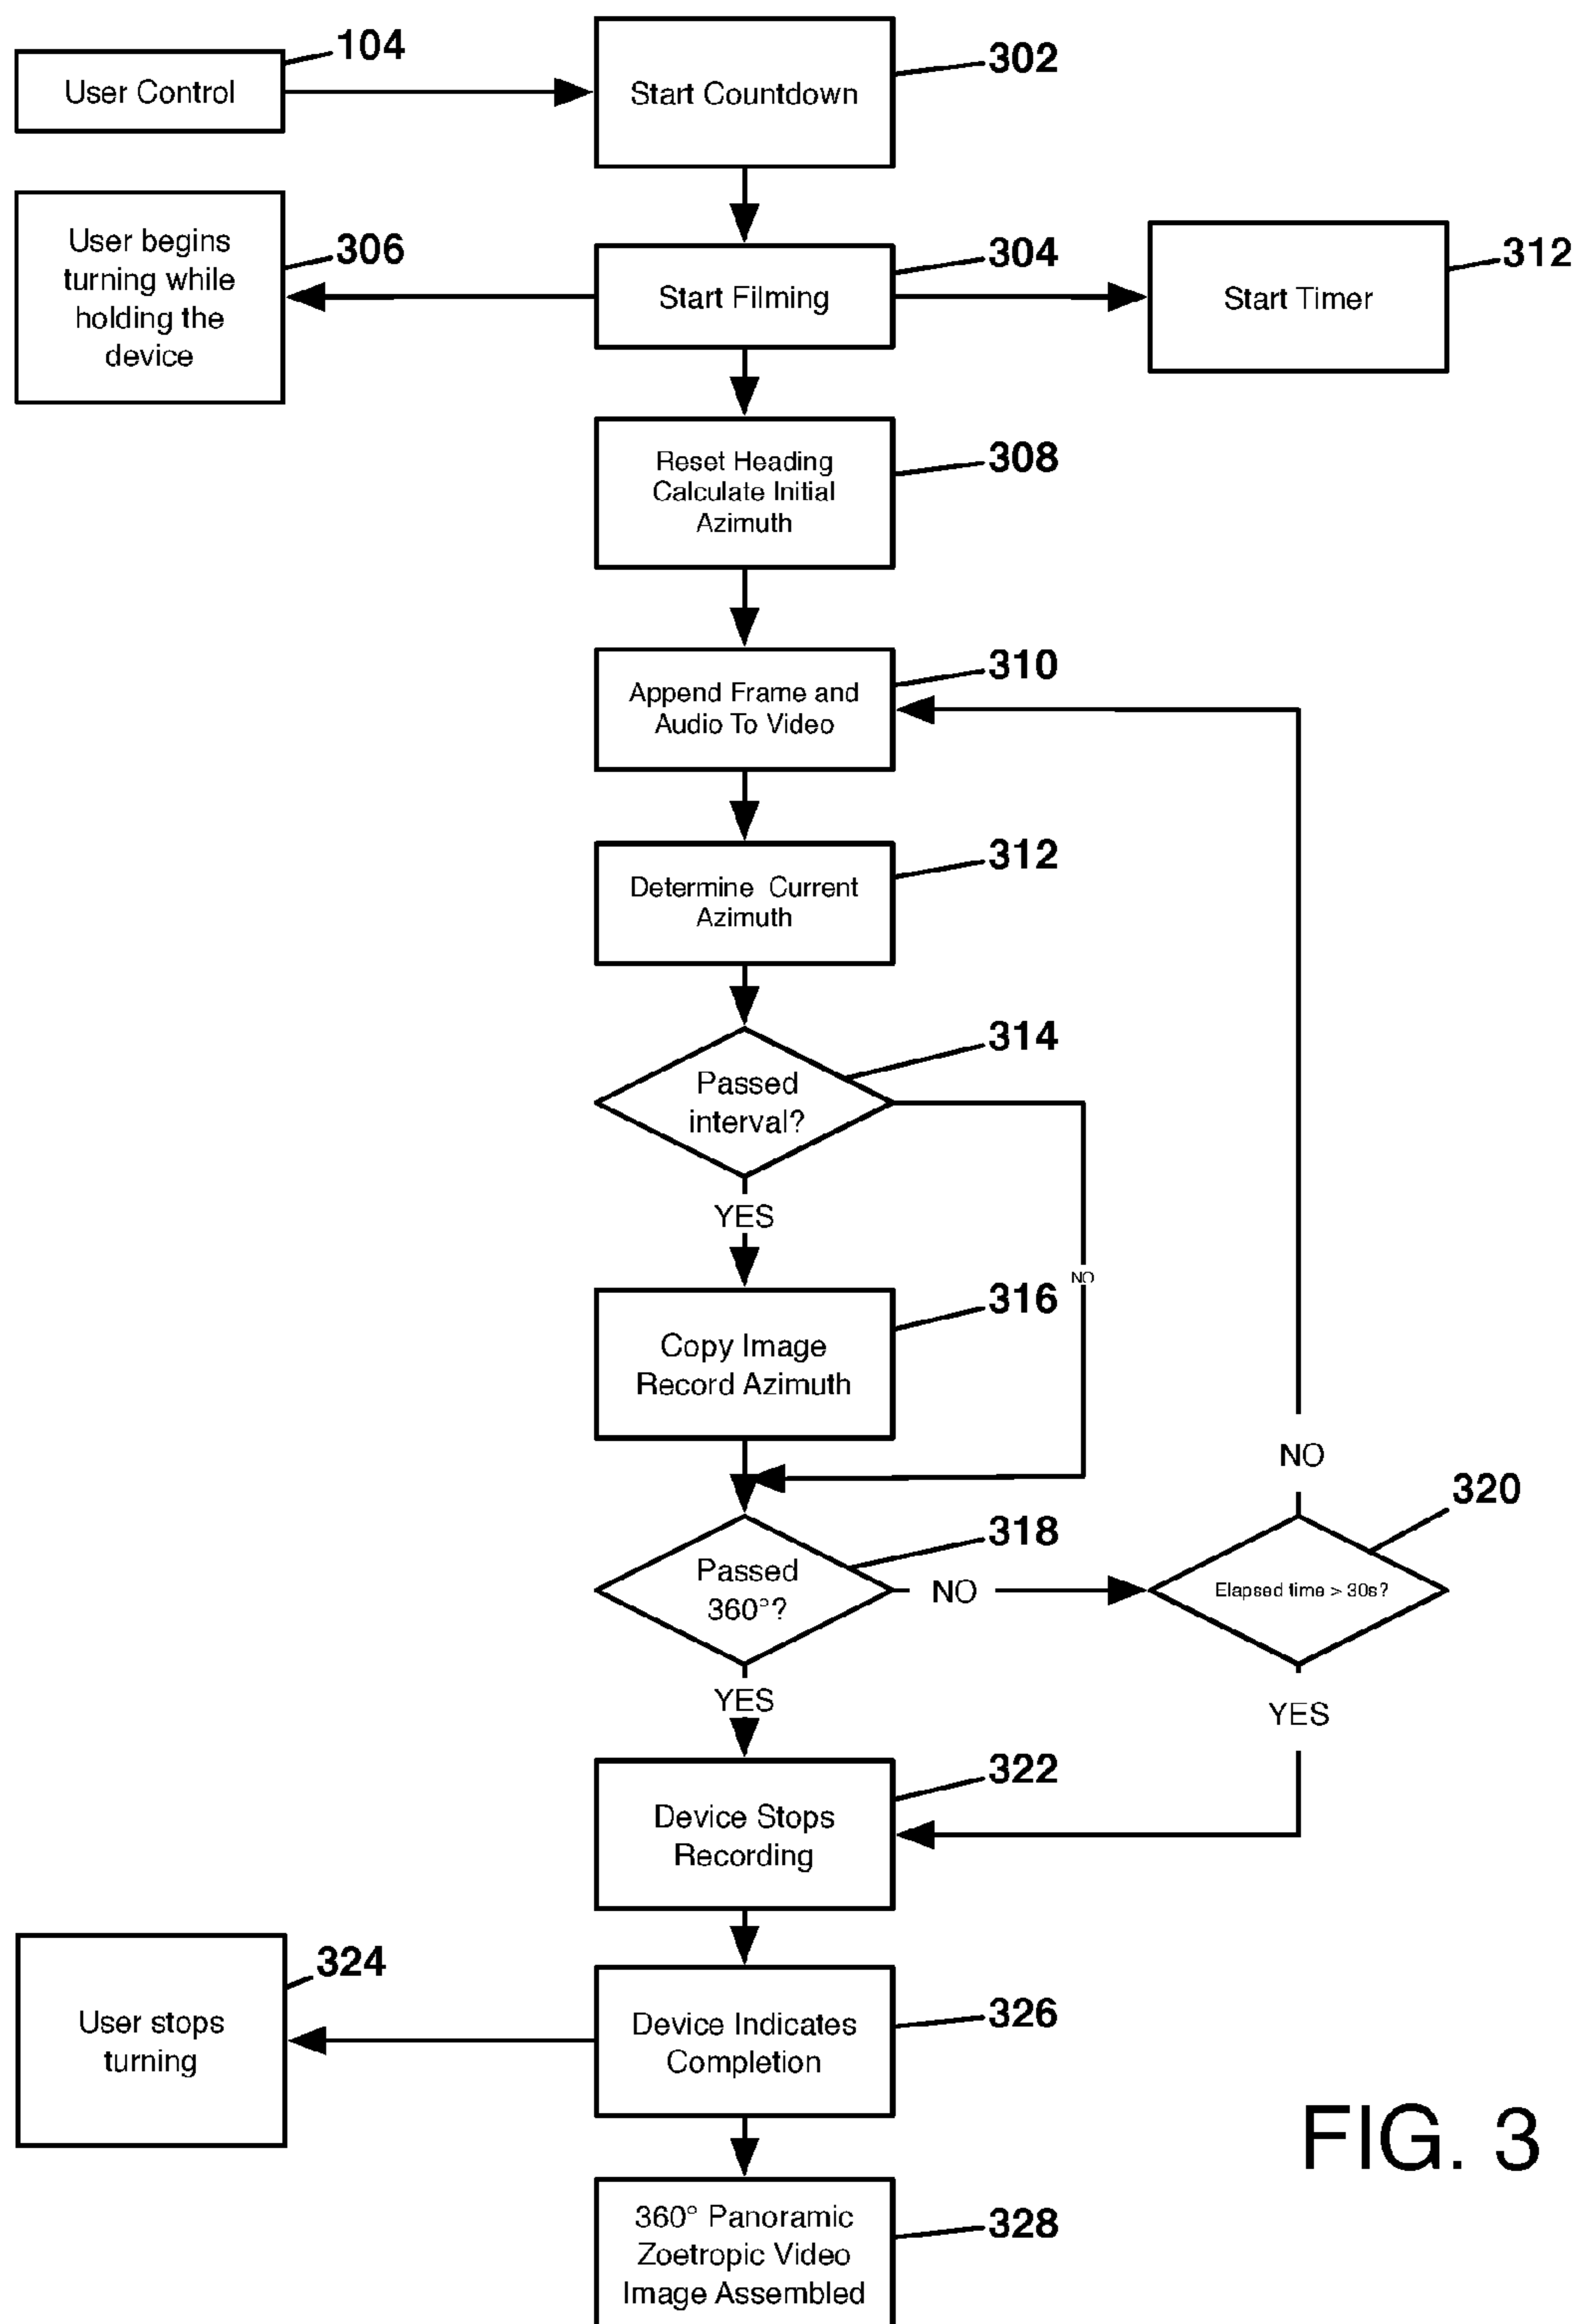 104
User Control
302
Start Countdown
User begins
turning while
holding the
device
306
304
Start Filming
312
Start Timer
308
Reset Heading
Calculate Initial
Azimuth
310
Append Frame and
Audio To Video
312
Determine Current
Azimuth
314
Passed
interval?
YES
NO
316
Copy Image
Record Azimuth
NO
320
318
Passed
360°?
NO
Elapsed time > 30s?
YES
YES
322
Device Stops
Recording
324
User stops
turning
326
Device Indicates
Completion
328
360° Panoramic
Zoetropic Video
Image Assembled
FIG. 3